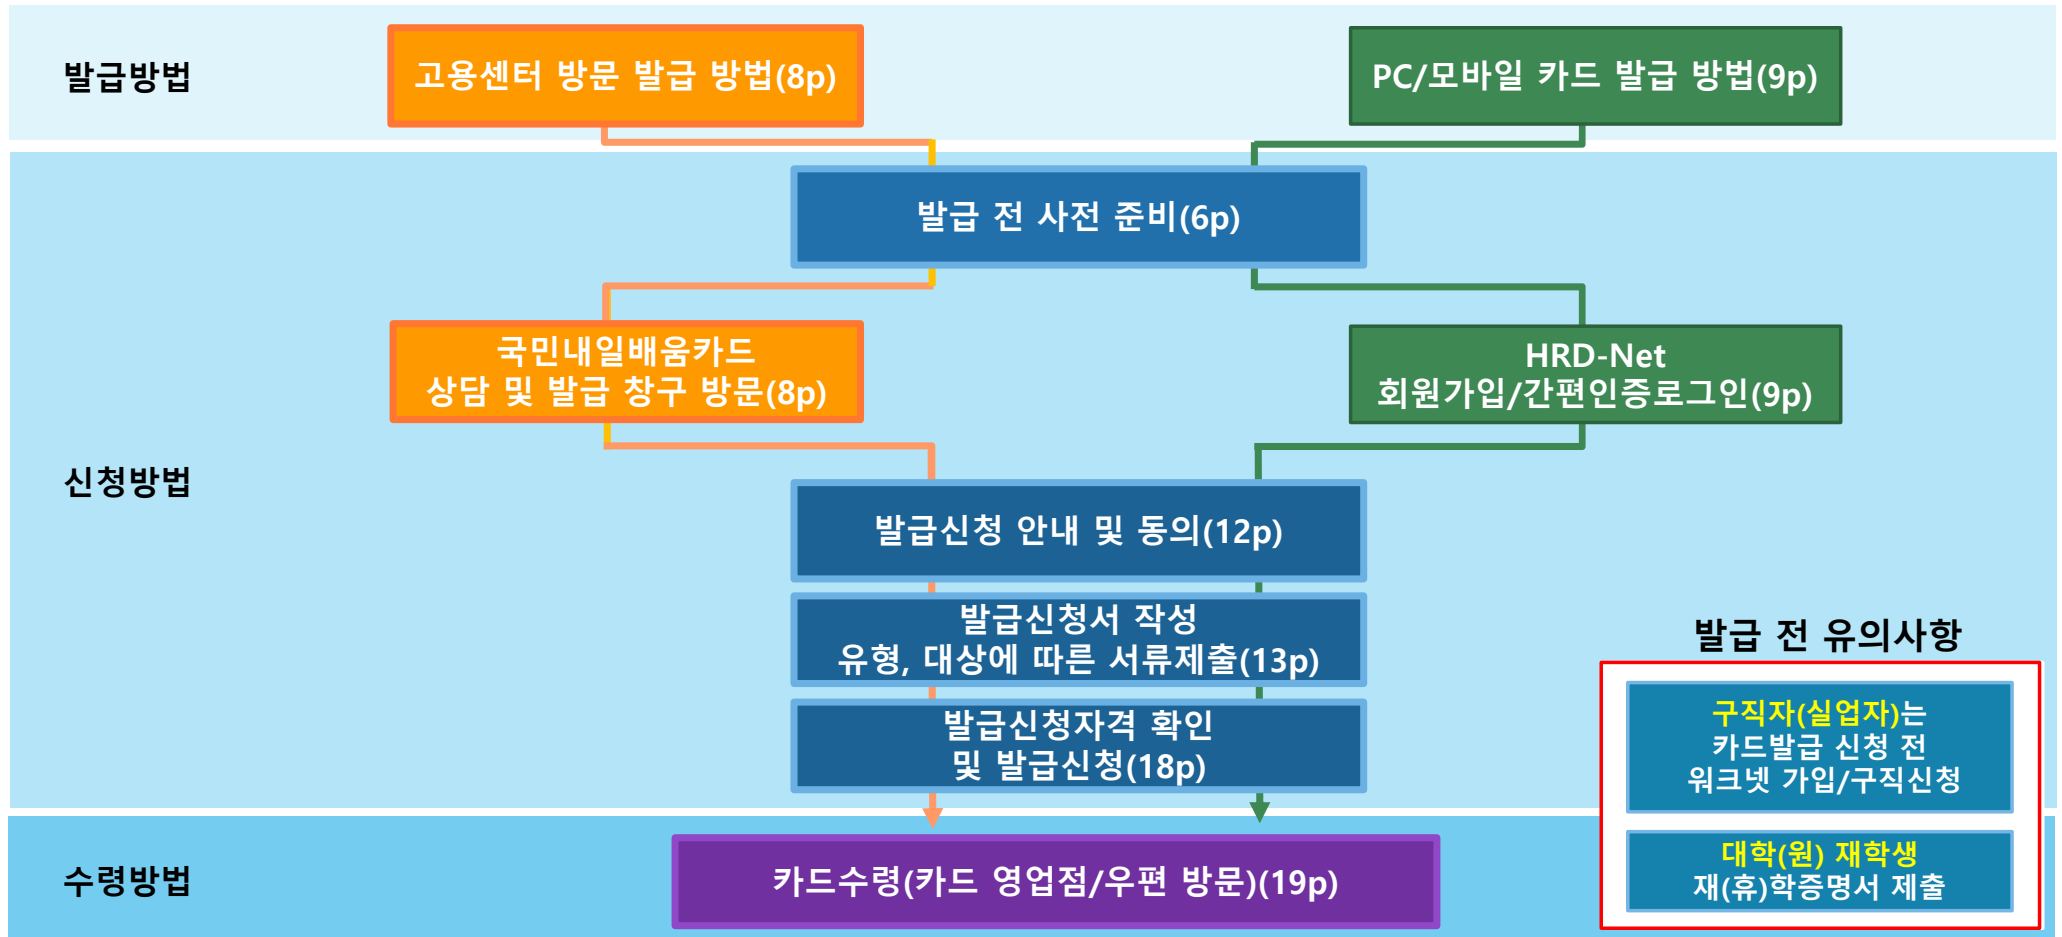 발급방법
고용센터 방문 발급 방법(8p)
PC/모바일 카드 발급 방법(9p)
발급 전 사전 준비(6p)
국민내일배움카드
상담 및 발급 창구 방문(8p)
HRD-Net
회원가입/간편인증로그인(9p)
신청방법
발급신청 안내 및 동의(12p)
발급신청서 작성
유형, 대상에 따른 서류제출(13p)
발급신청자격 확인
및 발급신청(18p)
발급 전 유의사항
구직자(실업자)는
카드발급 신청 전
워크넷 가입/구직신청
대학(원) 재학생
재(휴)학증명서 제출
수령방법
카드수령(카드 영업점/우편 방문)(19p)